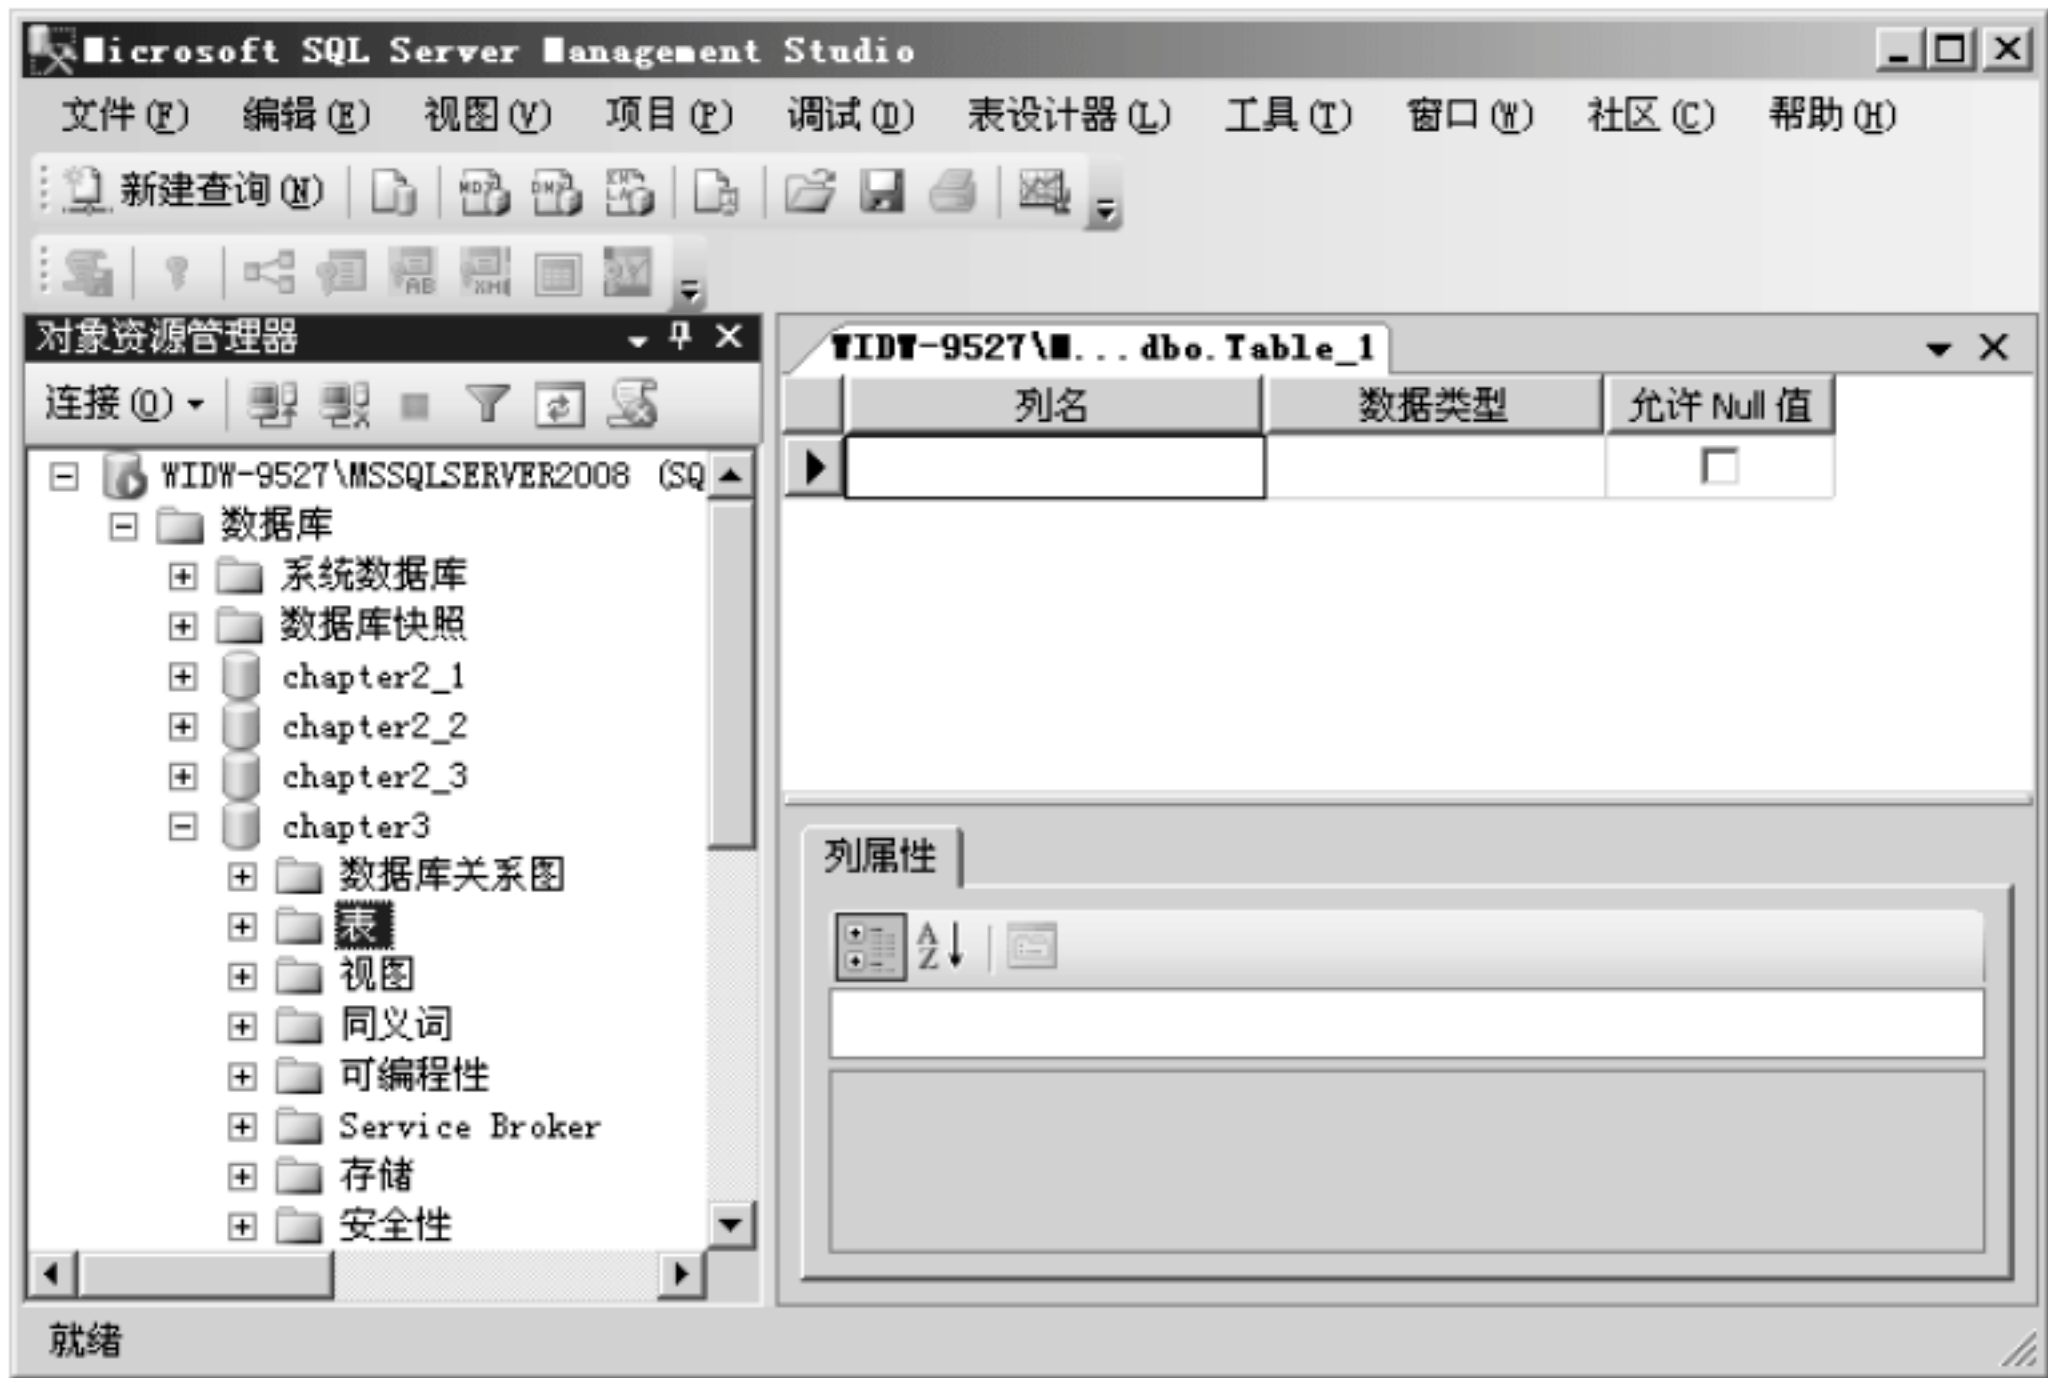 Microsoft SQL Server Management Studio
文件(F) 编辑(E) 视图(V) 项目(P) 调试(D) 表设计器(L) 工具(T) 窗口(W) 社区(C) 帮助(H)
新建查询(N)
对象资源管理器
连接(O)
WIDW-9527\MSSQLSERVER2008 (SQ
数据库
系统数据库
数据库快照
chapter2_1
chapter2_2
chapter2_3
chapter3
数据库关系图
表
视图
同义词
可编程性
Service Broker
存储
安全性
WIDW-9527\M...dbo.Table_1
列名 数据类型 允许 Null 值
列属性
就绪